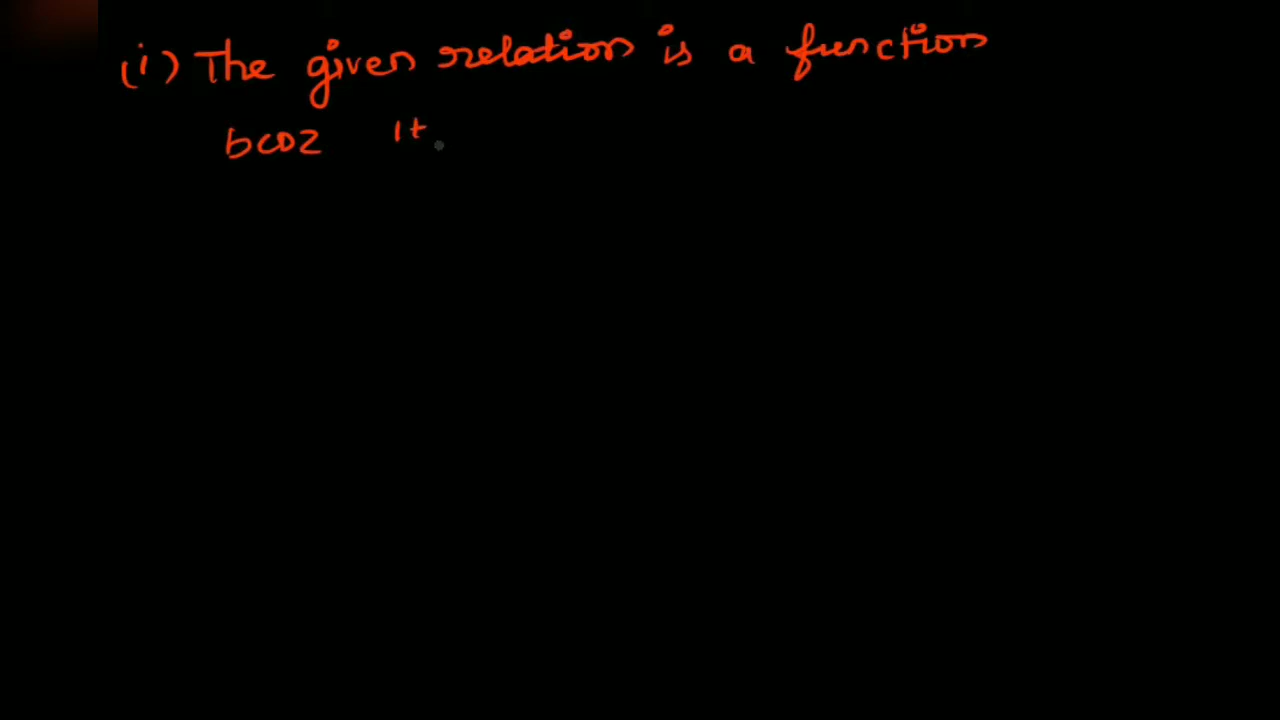 (i) The given relation is a function
bcoz It